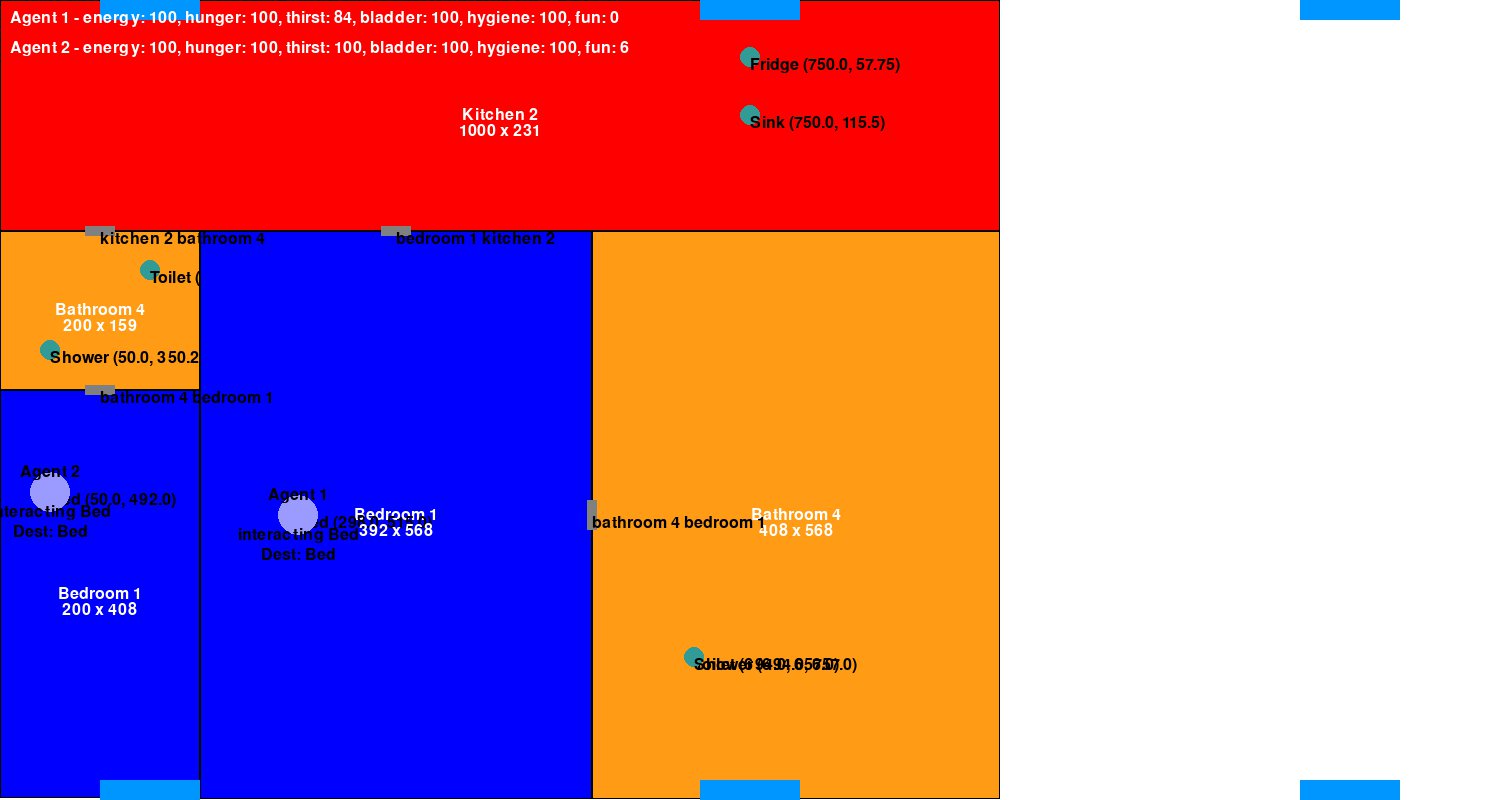 Agent 1 - energy: 100, hunger: 100, thirst: 84, bladder: 100, hygiene: 100, fun: 0
Agent 2 - energy: 100, hunger: 100, thirst: 100, bladder: 100, hygiene: 100, fun: 6
Fridge (750.0, 57.75)
Kitchen 2
1000 x 231
Sink (750.0, 115.5)
kitchen 2 bathroom 4
bedroom 1 kitchen 2
Toilet (
Bathroom 4
200 x 159
Shower (50.0, 350.2
bathroom 4 bedroom 1
Agent 2
(50.0, 492.0)
Interacting Bed
Dest: Bed
Agent 1
Bedroom 1
392 x 568
Interacting Bed
Dest: Bed
bathroom 4 bedroom 1
Bathroom 4
408 x 568
Bedroom 1
200 x 408